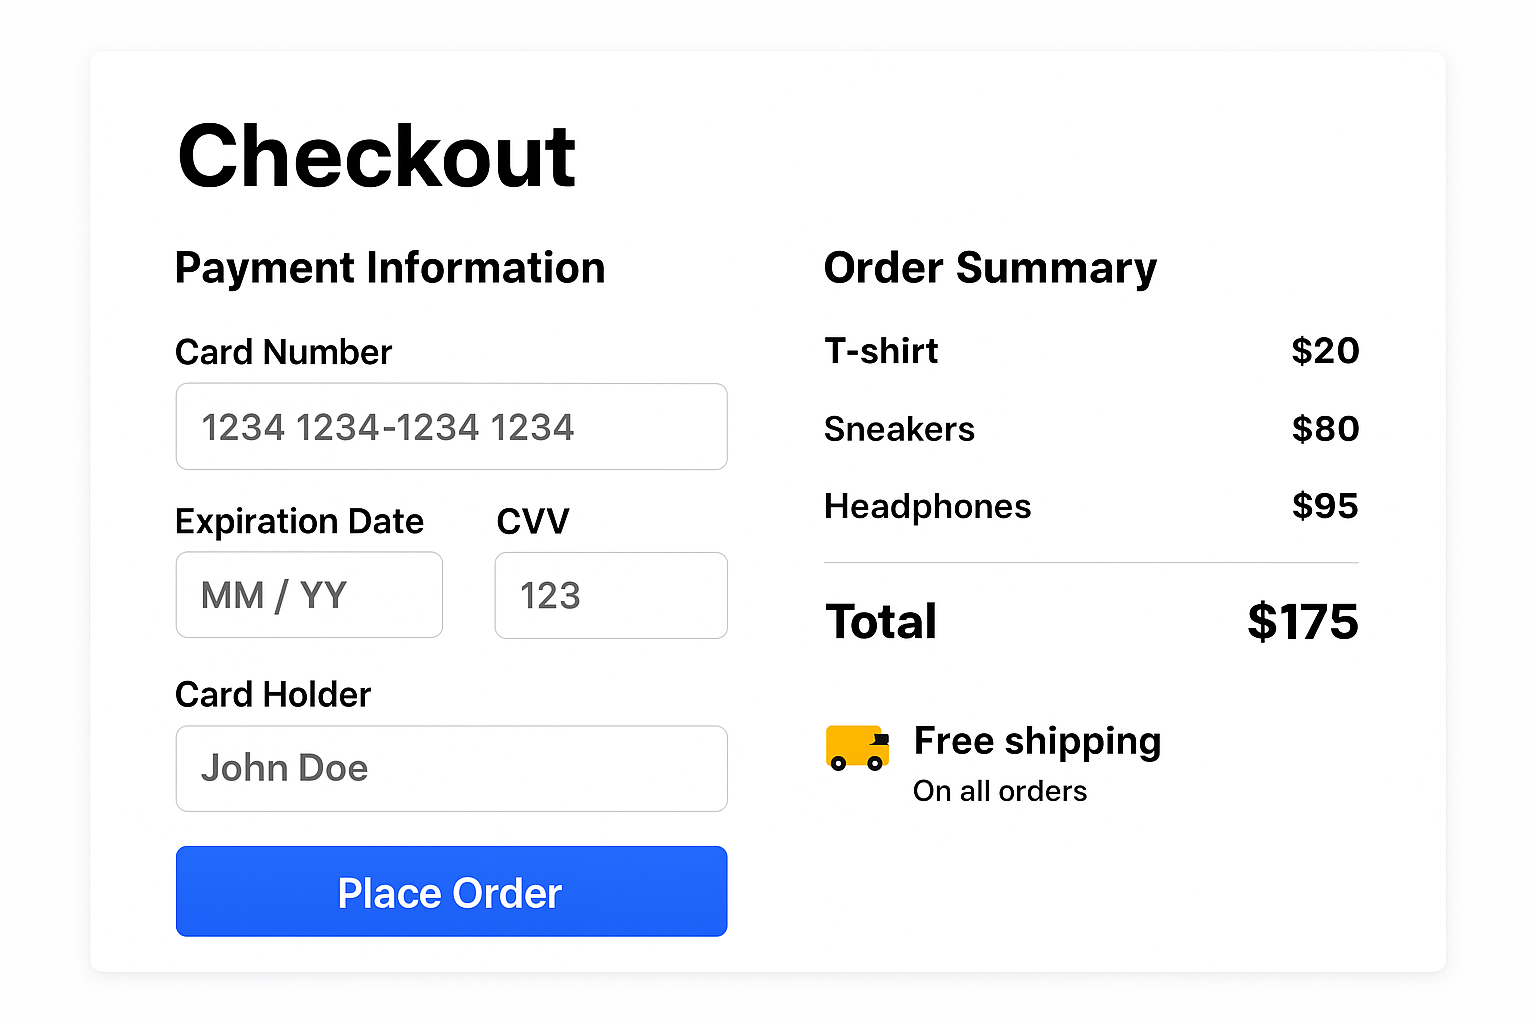 Checkout
Payment Information
Card Number
1234 1234-1234 1234
Expiration Date CVV
MM / YY 123
Card Holder
John Doe
Place Order
Order Summary
T-shirt $20
Sneakers $80
Headphones $95
Total $175
Free shipping
On all orders